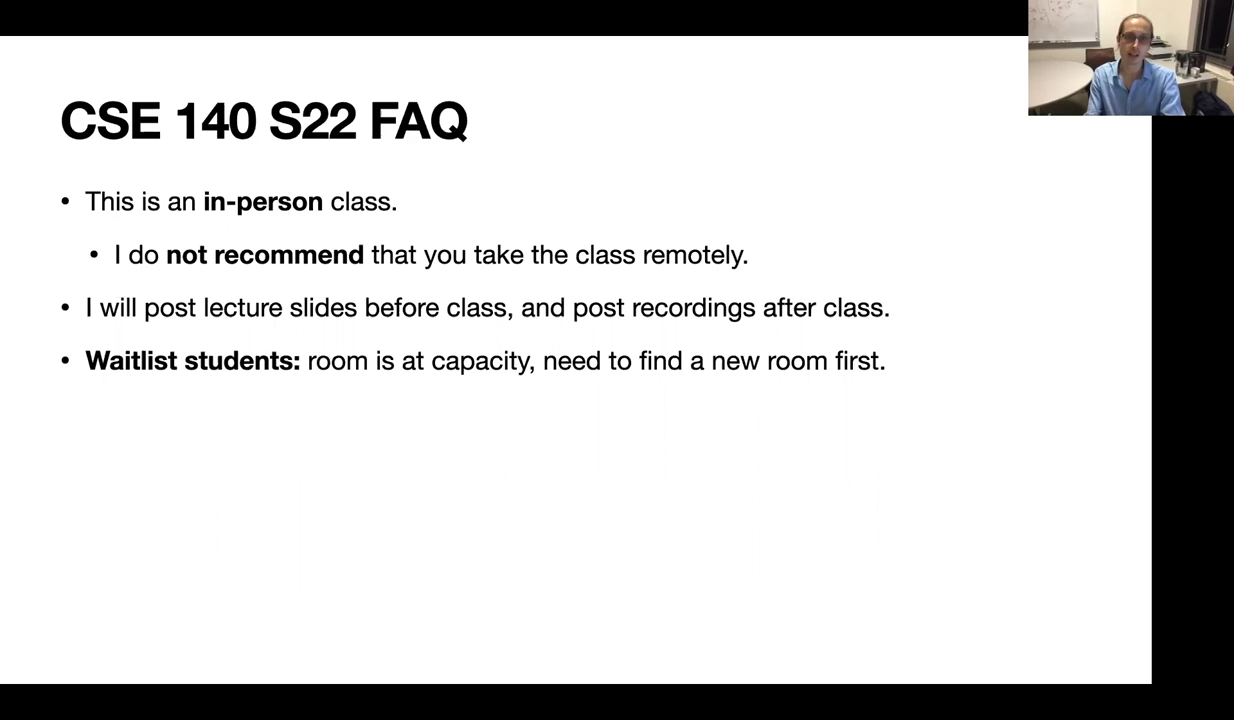 CSE 140 S22 FAQ
• This is an in-person class.
• I do not recommend that you take the class remotely.
• I will post lecture slides before class, and post recordings after class.
• Waitlist students: room is at capacity, need to find a new room first.